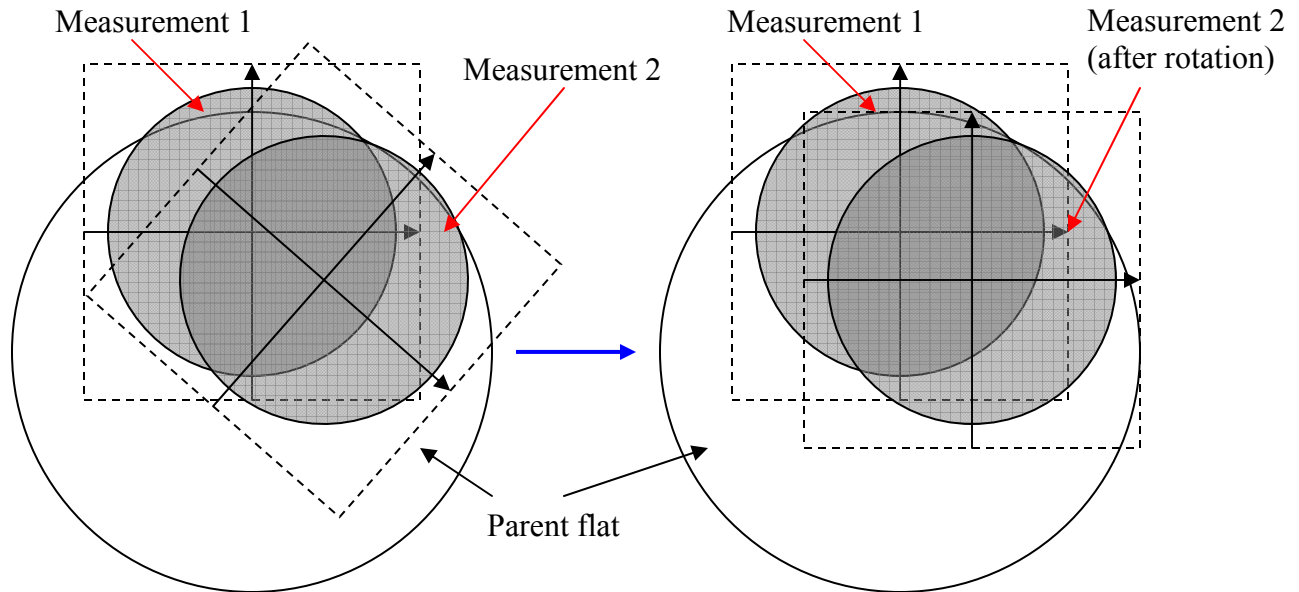 Measurement 1
Measurement 2
Parent flat
Measurement 1
Measurement 2
(after rotation)